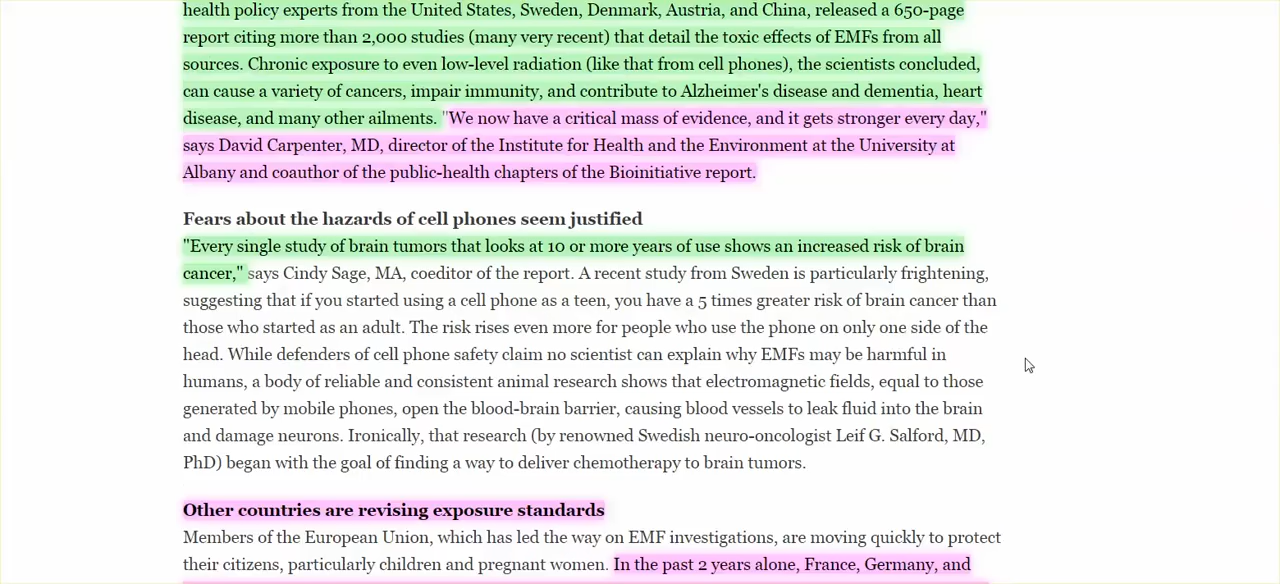 health policy experts from the United States, Sweden, Denmark, Austria, and China, released a 650-page
report citing more than 2,000 studies (many very recent) that detail the toxic effects of EMFs from all
sources. Chronic exposure to even low-level radiation (like that from cell phones), the scientists concluded,
can cause a variety of cancers, impair immunity, and contribute to Alzheimer's disease and dementia, heart
disease, and many other ailments. "We now have a critical mass of evidence, and it gets stronger every day,"
says David Carpenter, MD, director of the Institute for Health and the Environment at the University at
Albany and coauthor of the public-health chapters of the Bioinitiative report.
Fears about the hazards of cell phones seem justified
"Every single study of brain tumors that looks at 10 or more years of use shows an increased risk of brain
cancer," says Cindy Sage, MA, coeditor of the report. A recent study from Sweden is particularly frightening,
suggesting that if you started using a cell phone as a teen, you have a 5 times greater risk of brain cancer than
those who started as an adult. The risk rises even more for people who use the phone on only one side of the
head. While defenders of cell phone safety claim no scientist can explain why EMFs may be harmful in
humans, a body of reliable and consistent animal research shows that electromagnetic fields, equal to those
generated by mobile phones, open the blood-brain barrier, causing blood vessels to leak fluid into the brain
and damage neurons. Ironically, that research (by renowned Swedish neuro-oncologist Leif G. Salford, MD,
PhD) began with the goal of finding a way to deliver chemotherapy to brain tumors.
Other countries are revising exposure standards
Members of the European Union, which has led the way on EMF investigations, are moving quickly to protect
their citizens, particularly children and pregnant women. In the past 2 years alone, France, Germany, and